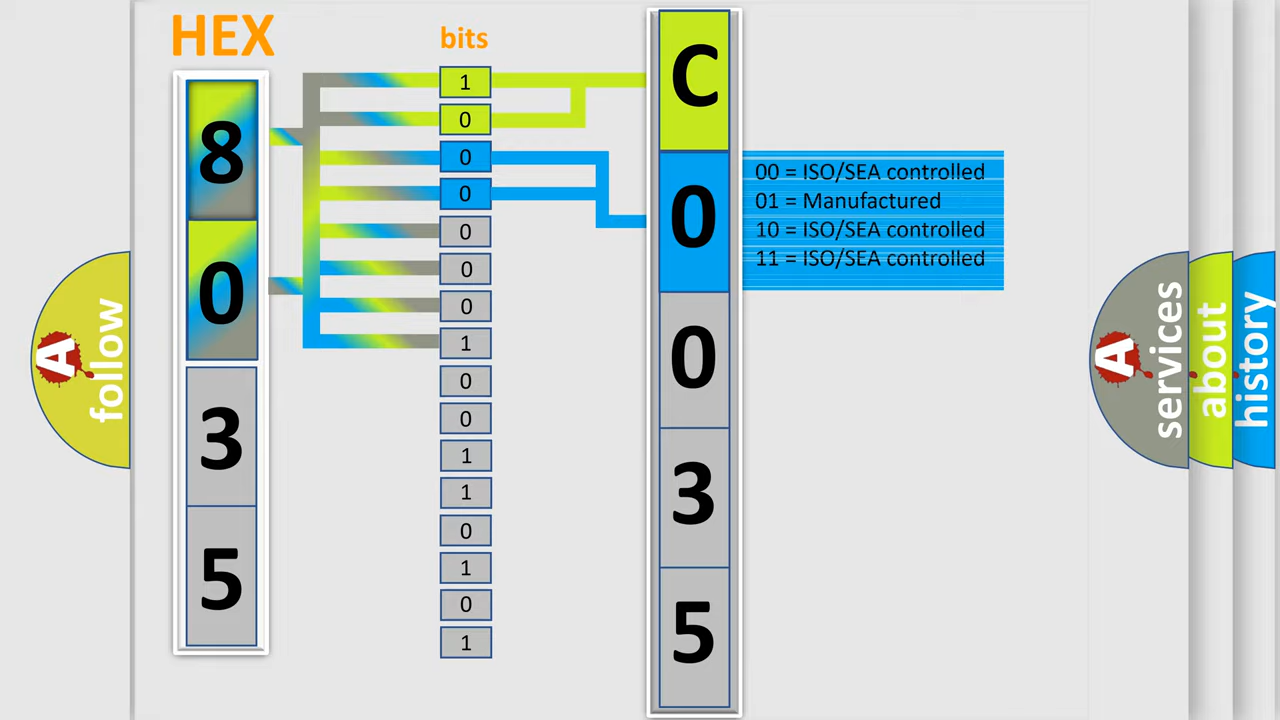 HEX
8
0
3
5
bits
1
0
0
0
0
0
0
1
0
0
1
1
0
1
0
1
C
0
0
3
5
00 = ISO/SEA controlled
01 = Manufactured
10 = ISO/SEA controlled
11 = ISO/SEA controlled
A
follow
A
services
about
history